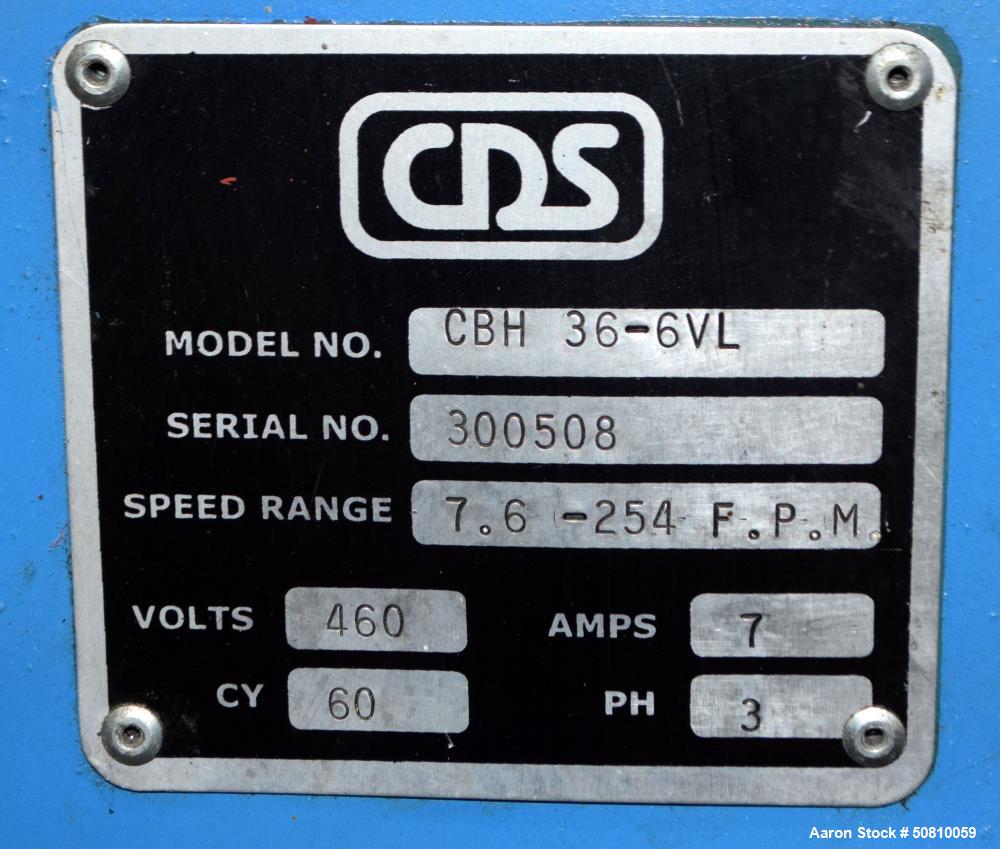 CDS
MODEL NO. CBH 36-6VL
SERIAL NO. 300508
SPEED RANGE 7.6 -254 F.P.M.
VOLTS 460 AMPS 7
CY 60 PH 3
Aaron Stock # 50810059